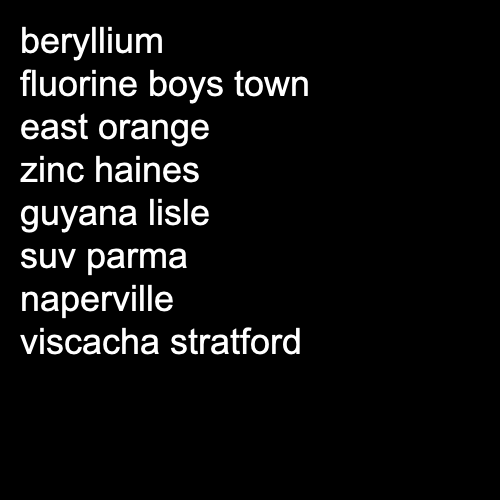 beryllium
fluorine boys town
east orange
zinc haines
guyana lisle
suv parma
naperville
viscacha stratford